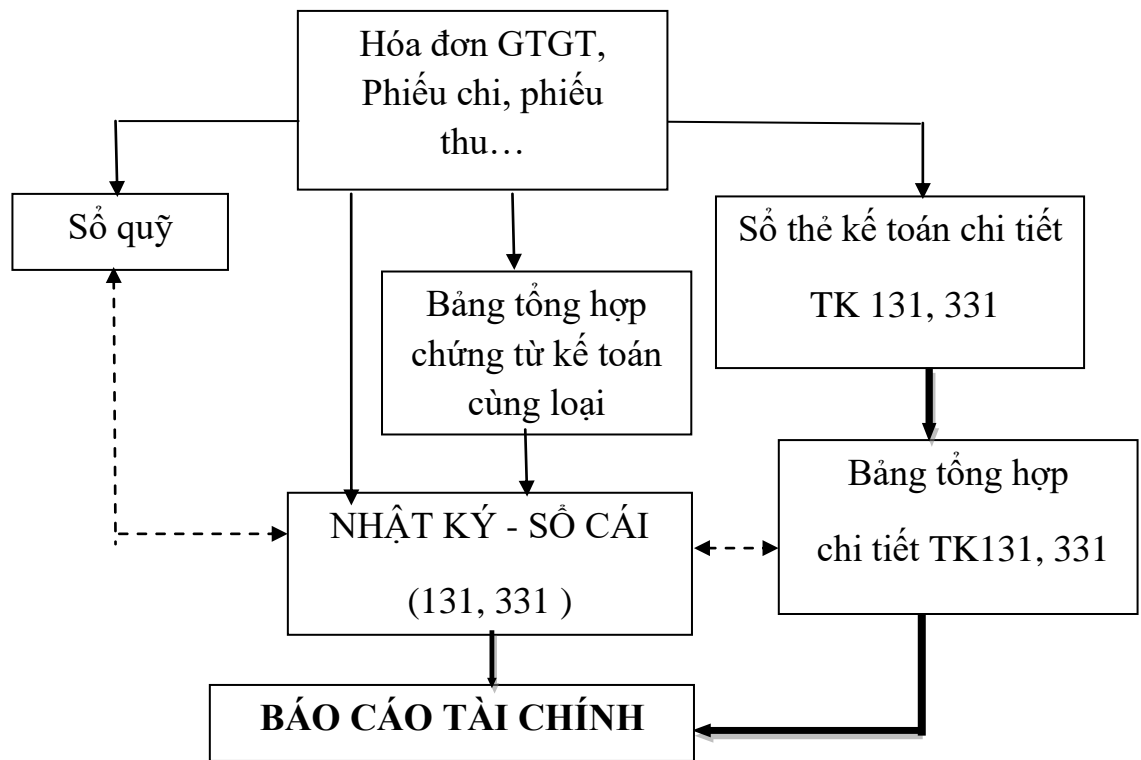 Hóa đơn GTGT,
Phiếu chi, phiếu
thu…
Sổ quỹ
Sổ thẻ kế toán chi tiết
TK 131, 331
Bảng tổng hợp
chứng từ kế toán
cùng loại
Bảng tổng hợp
chi tiết TK131, 331
NHẬT KÝ - SỔ CÁI
(131, 331 )
BÁO CÁO TÀI CHÍNH